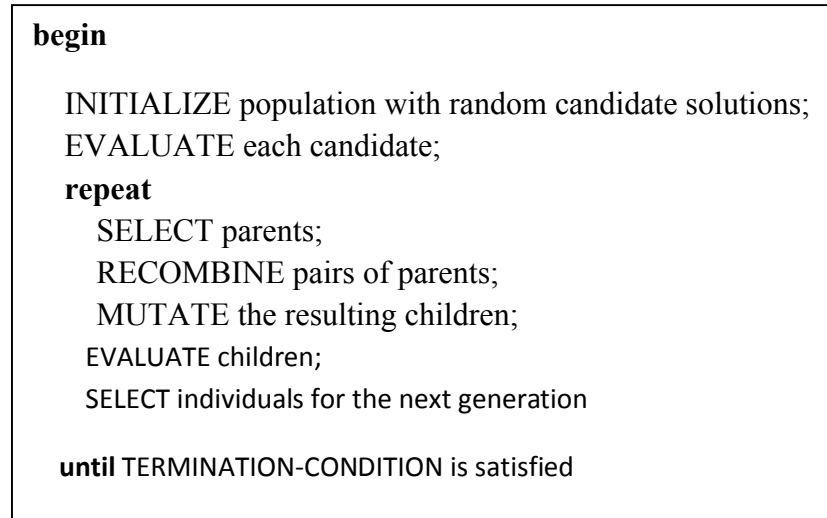 begin
INITIALIZE population with random candidate solutions;
EVALUATE each candidate;
repeat
SELECT parents;
RECOMBINE pairs of parents;
MUTATE the resulting children;
EVALUATE children;
SELECT individuals for the next generation
until TERMINATION-CONDITION is satisfied